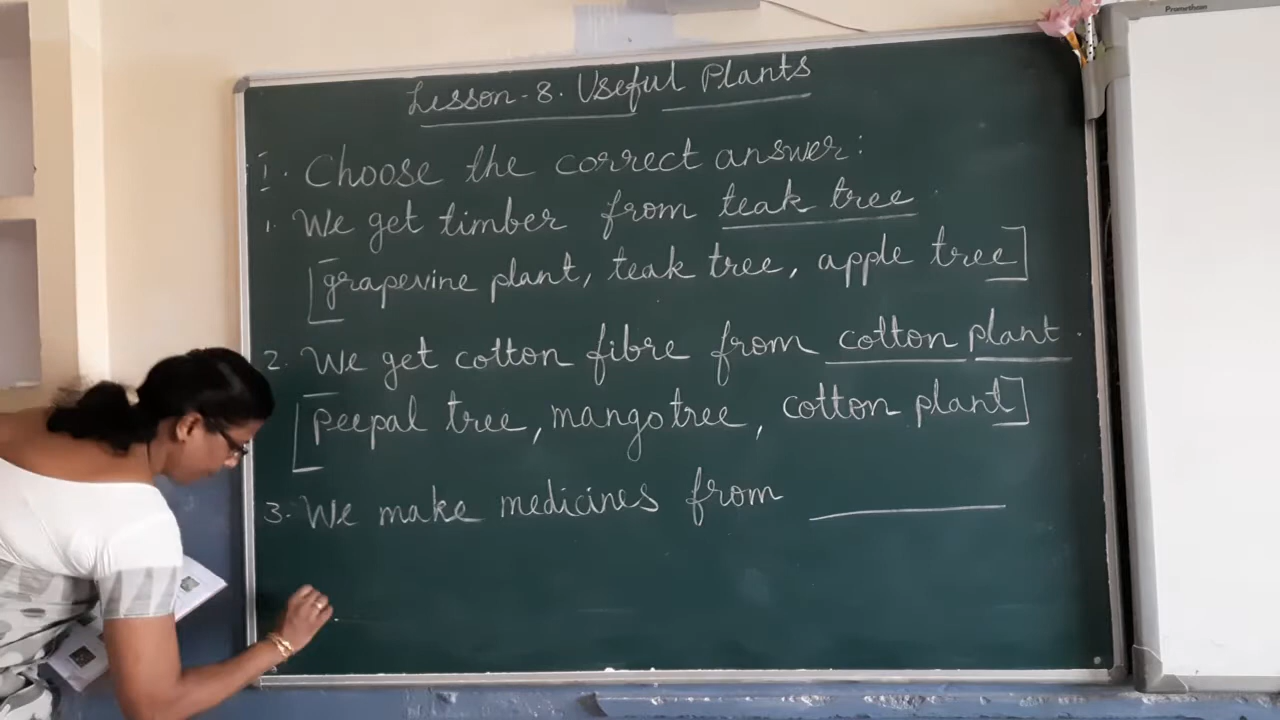 Promethean
Lesson-8. Useful Plants
I. Choose the correct answer:
1. We get timber from teak tree.
[grapevine plant, teak tree, apple tree]
2. We get cotton fibre from cotton plant.
[peepal tree, mango tree, cotton plant]
3. We make medicines from ________